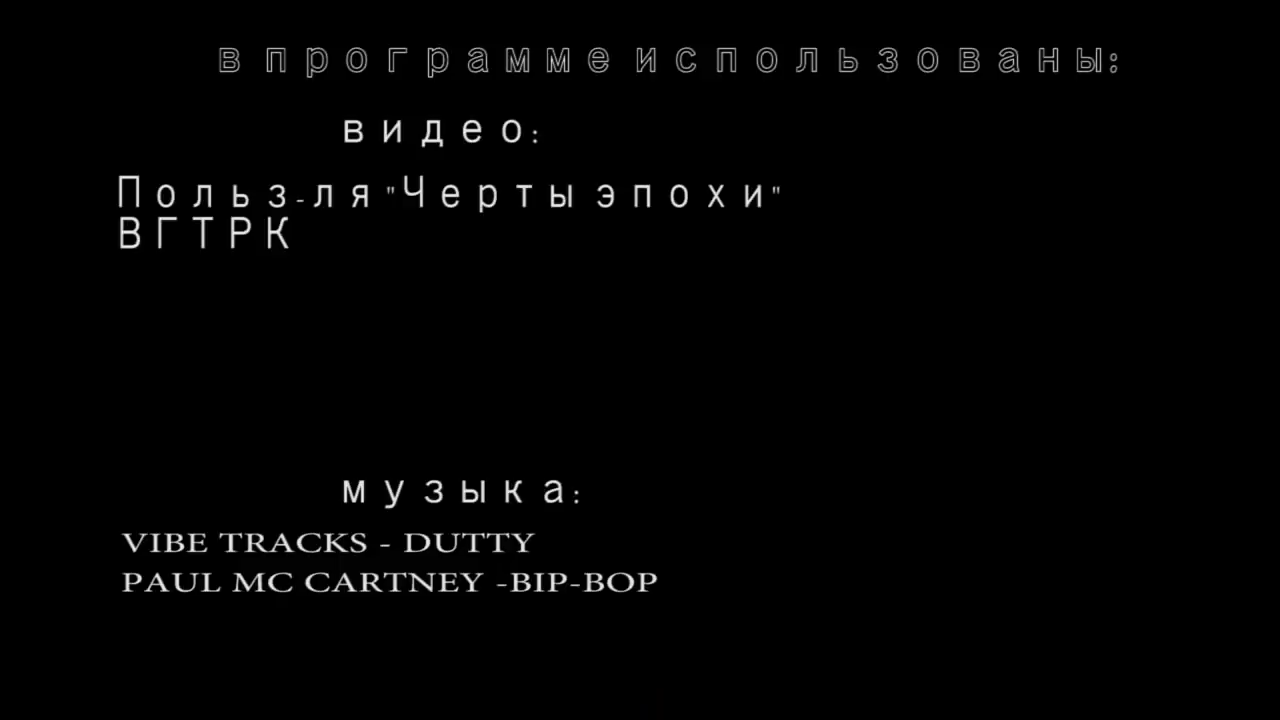 в программе использованы:
видео:
Польз-ля "Черты эпохи"
ВГТРК
музыка:
VIBE TRACKS - DUTTY
PAUL MC CARTNEY -BIP-BOP